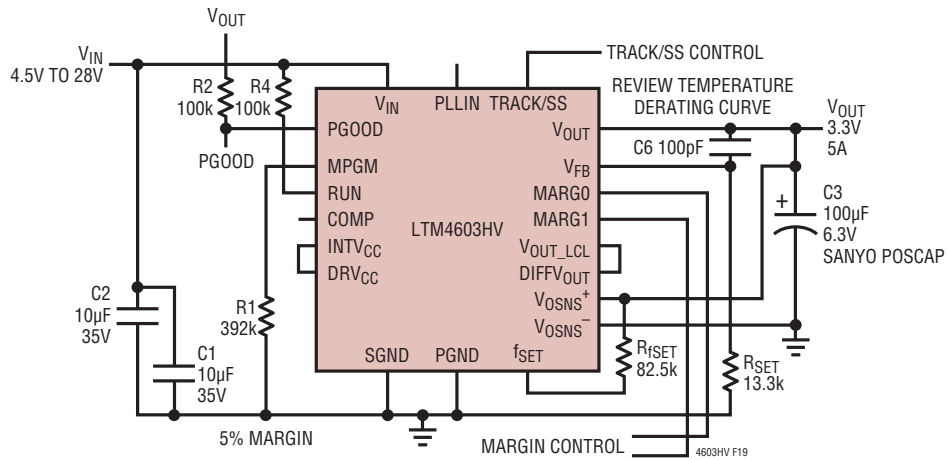 VOUT
VIN
4.5V TO 28V
R2
100k
R4
100k
PGOOD
TRACK/SS CONTROL
REVIEW TEMPERATURE
DERATING CURVE
VIN
PLLIN
TRACK/SS
PGOOD
MPGM
RUN
COMP
INTVCC
DRVCC
LTM4603HV
VOUT
VFB
MARG0
MARG1
VOUT_LCL
DIFFVOUT
VOSNS+
VOSNS−
SGND
PGND
fSET
C6 100pF
VOUT
3.3V
5A
+
C3
100µF
6.3V
SANYO POSCAP
C2
10µF
35V
C1
10µF
35V
R1
392k
RfSET
82.5k
RSET
13.3k
5% MARGIN
MARGIN CONTROL
4603HV F19